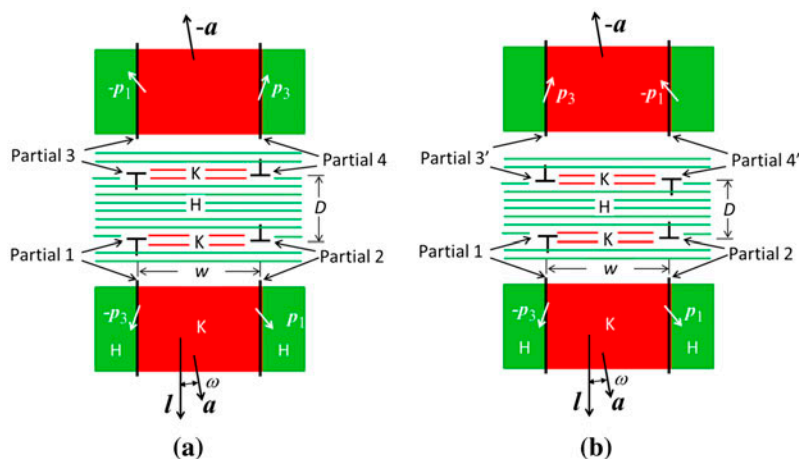 -a
-a
-p1
p3
p3
-p1
Partial 3
Partial 4
Partial 3'
Partial 4'
K
K
H
D
H
D
K
K
Partial 1
Partial 2
Partial 1
Partial 2
w
w
-p3
K
p1
-p3
K
p1
H
H
H
H
ω
ω
l
a
l
a
(a)
(b)